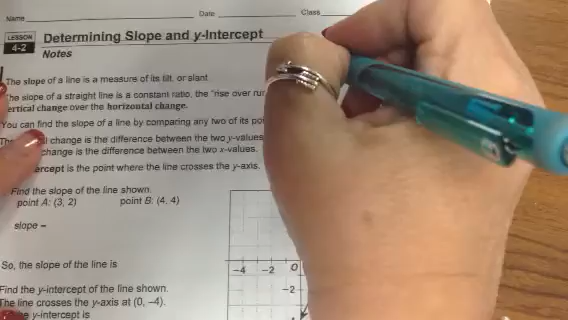 Name Date Class
LESSON
4-2
Determining Slope and y-Intercept
Notes
The slope of a line is a measure of its tilt, or slant
The slope of a straight line is a constant ratio, the "rise over
vertical change over the horizontal change.
You can find the slope of a line by comparing any two of its
change is the difference between the two y-values
change is the difference between the two x-values.
is the point where the line crosses the y-axis.
Find the slope of the line shown.
point A: (3, 2) point B: (4, 4)
slope =
So, the slope of the line is
−4 −2 0
−2
Find the y-intercept of the line shown.
The line crosses the y-axis at (0, −4).
y-intercept is